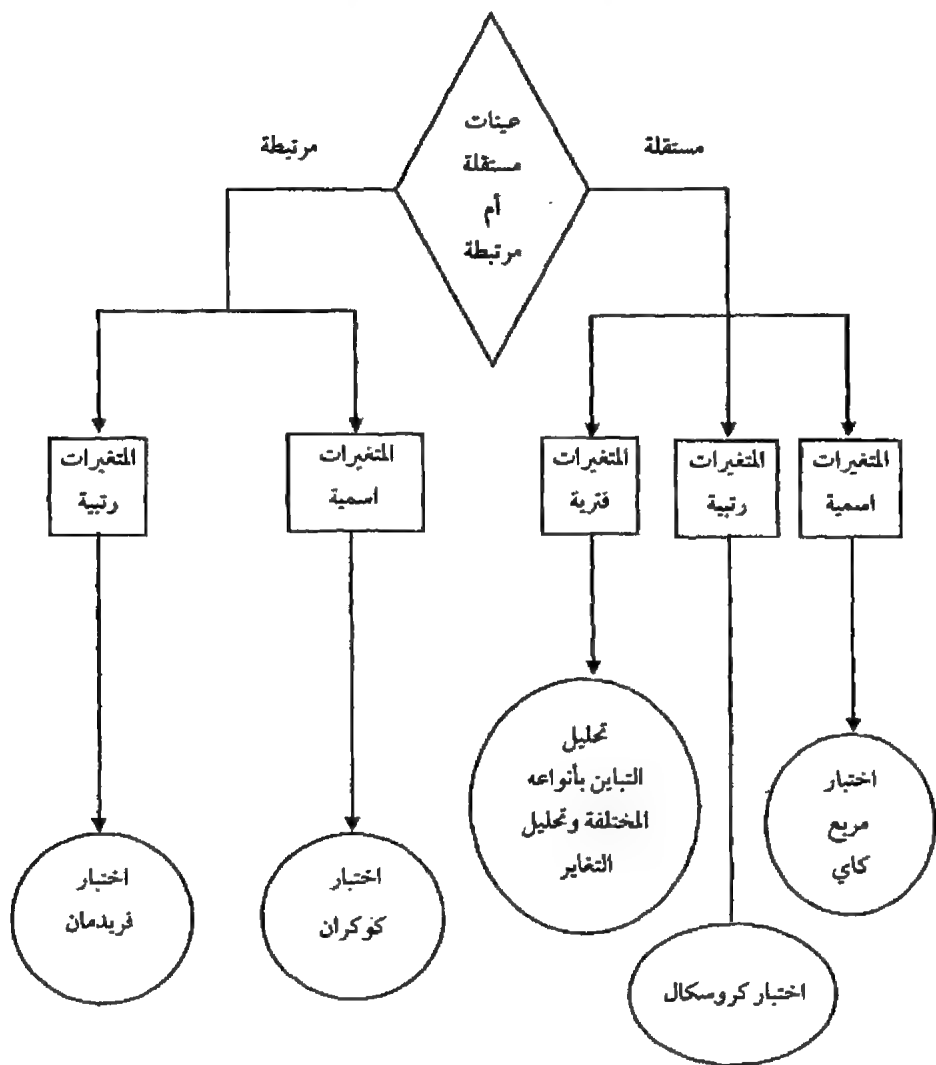 عينات
مستقلة
أم
مرتبطة
مستقلة
مرتبطة
المتغيرات
اسمية
المتغيرات
رتبية
المتغيرات
فترية
المتغيرات
اسمية
المتغيرات
رتبية
اختبار
مربع
كاي
اختبار كروسكال
تحليل
التباين بأنواعه
المختلفة وتحليل
التغاير
اختبار
كوكران
اختبار
فريدمان